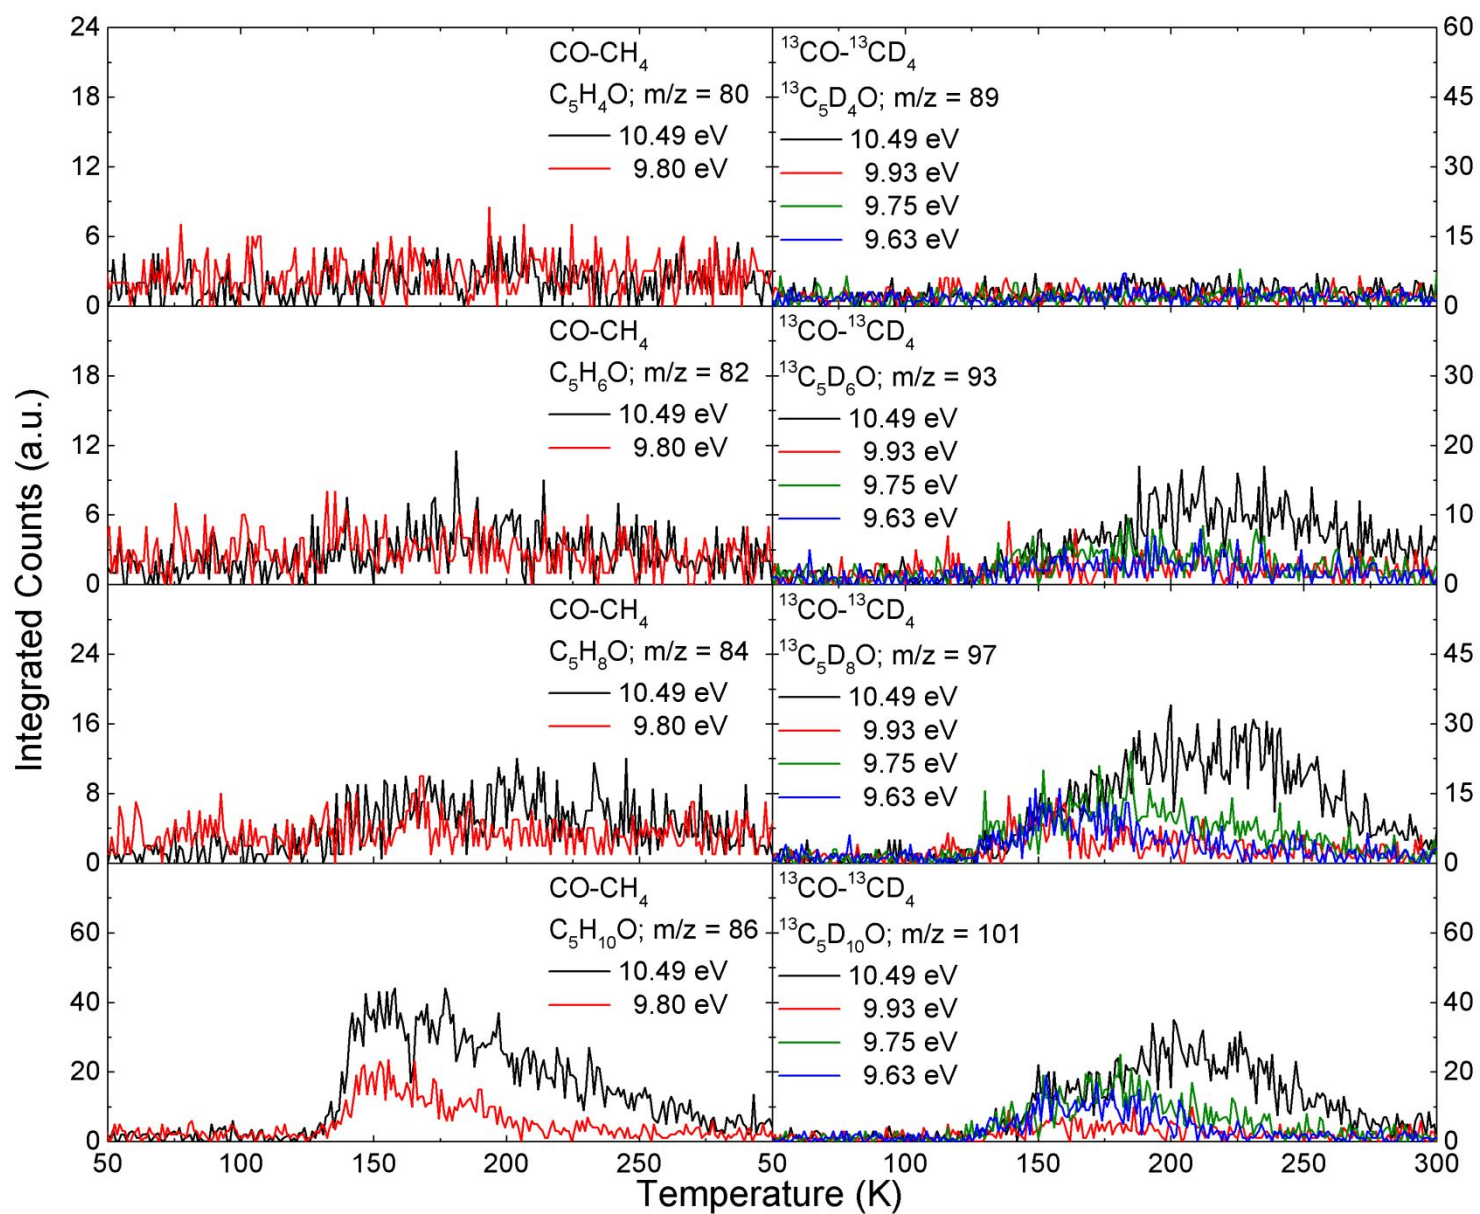 Integrated Counts (a.u.)
24
18
12
6
0
CO-CH₄
C₅H₄O; m/z = 80
10.49 eV
9.80 eV
¹³CO-¹³CD₄
¹³C₅D₄O; m/z = 89
10.49 eV
9.93 eV
9.75 eV
9.63 eV
60
45
30
15
0
18
12
6
0
CO-CH₄
C₅H₆O; m/z = 82
10.49 eV
9.80 eV
¹³CO-¹³CD₄
¹³C₅D₆O; m/z = 93
10.49 eV
9.93 eV
9.75 eV
9.63 eV
30
20
10
0
24
16
8
0
CO-CH₄
C₅H₈O; m/z = 84
10.49 eV
9.80 eV
¹³CO-¹³CD₄
¹³C₅D₈O; m/z = 97
10.49 eV
9.93 eV
9.75 eV
9.63 eV
45
30
15
0
60
40
20
0
CO-CH₄
C₅H₁₀O; m/z = 86
10.49 eV
9.80 eV
¹³CO-¹³CD₄
¹³C₅D₁₀O; m/z = 101
10.49 eV
9.93 eV
9.75 eV
9.63 eV
60
40
20
0
50 100 150 200 250 50 100 150 200 250 300
Temperature (K)